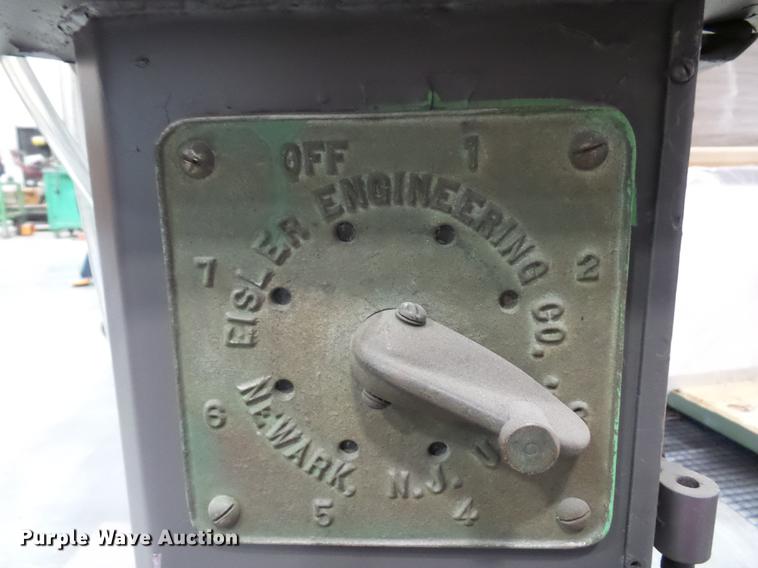 OFF 1
EISLER ENGINEERING CO.
7 2
6
NEWARK, N.J. U
5 4
Purple Wave Auction